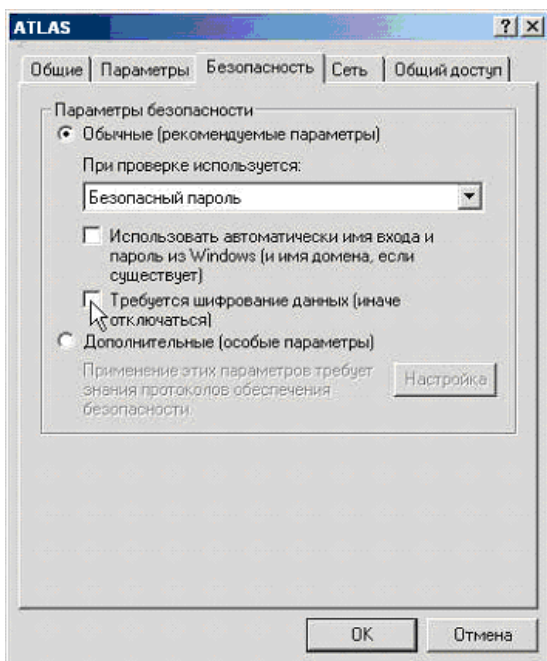 ATLAS
Общие Параметры Безопасность Сеть Общий доступ
Параметры безопасности
Обычные (рекомендуемые параметры)
При проверке используется:
Безопасный пароль
Использовать автоматически имя входа и
пароль из Windows (и имя домена, если
существует)
Требуется шифрование данных (иначе
отключаться)
Дополнительные (особые параметры)
Применение этих параметров требует
знания протоколов обеспечения
безопасности.
Настройка
OK Отмена